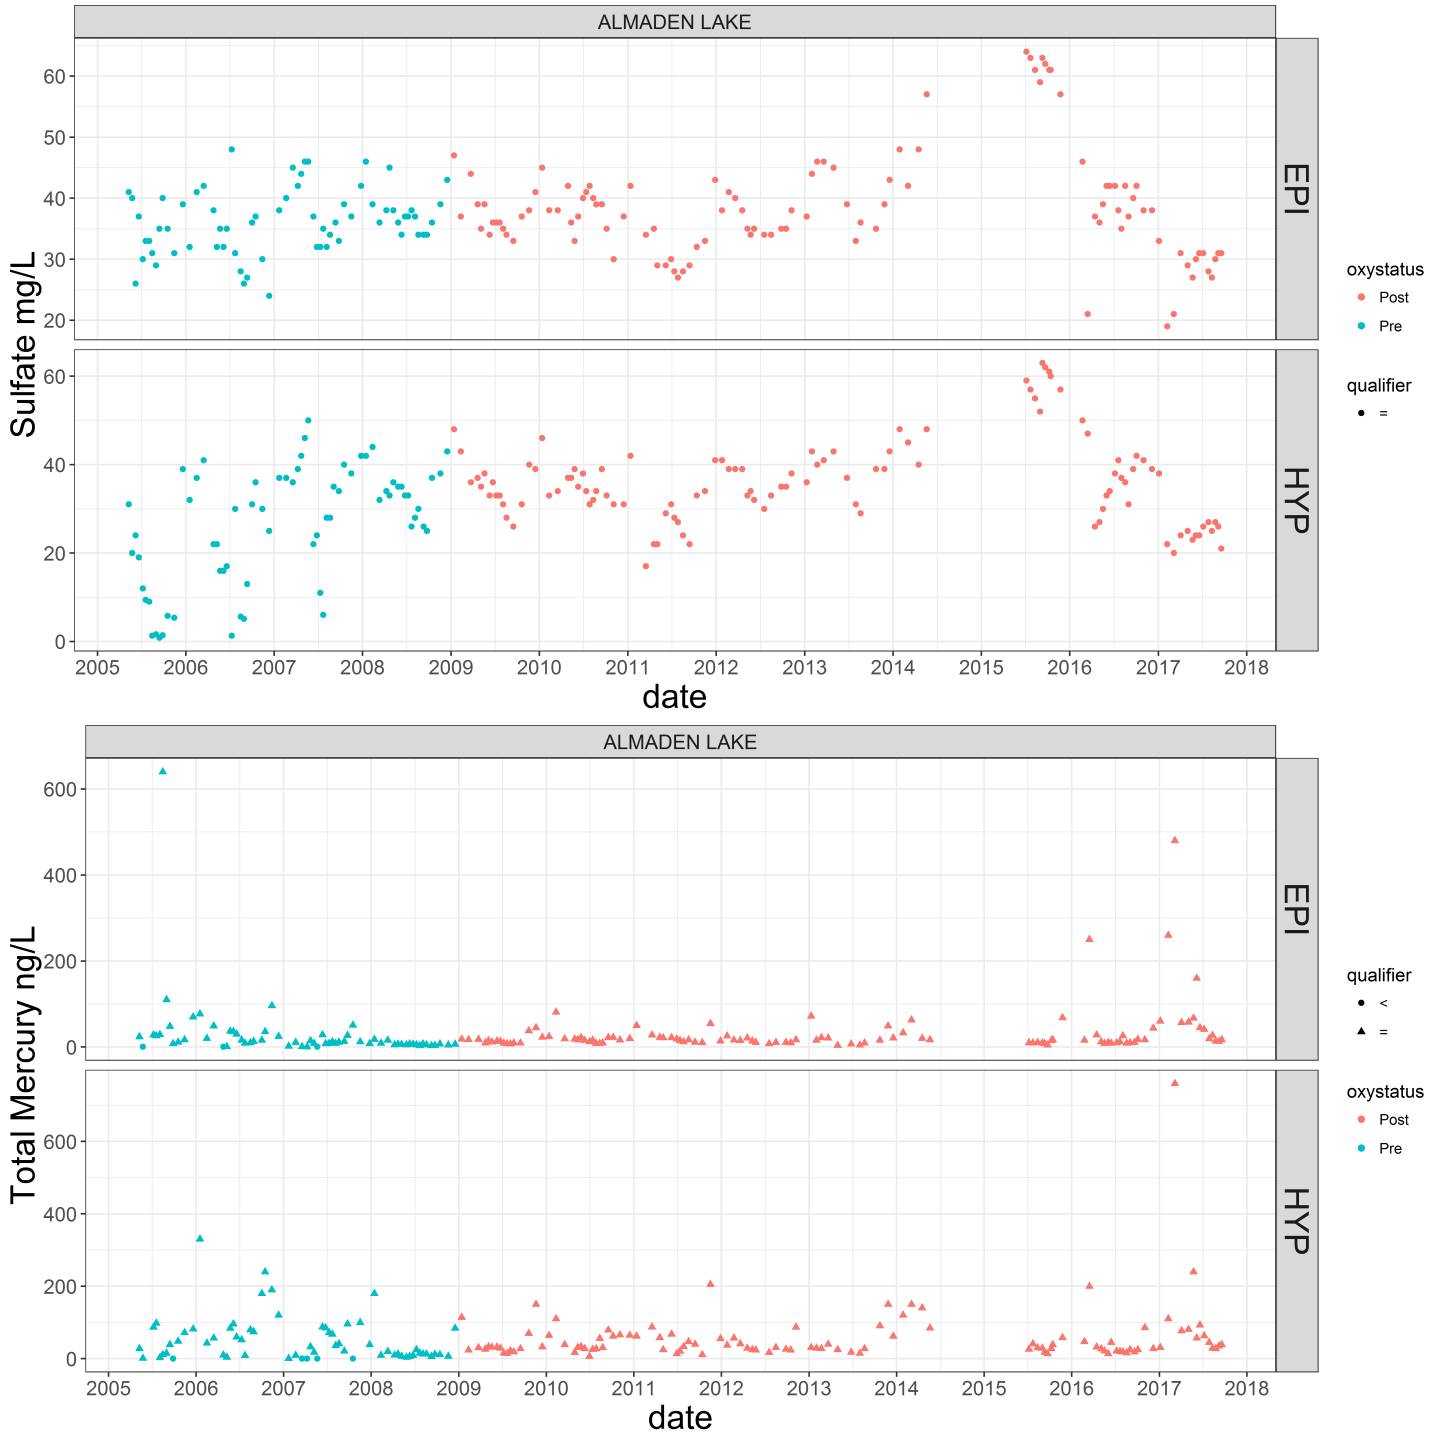 ALMADEN LAKE
60
50
40
30
20
EPI
Sulfate mg/L
60
40
20
0
HYP
2005 2006 2007 2008 2009 2010 2011 2012 2013 2014 2015 2016 2017 2018
date
oxystatus
Post
Pre
qualifier
=
ALMADEN LAKE
600
400
200
0
EPI
Total Mercury ng/L
600
400
200
0
HYP
2005 2006 2007 2008 2009 2010 2011 2012 2013 2014 2015 2016 2017 2018
date
qualifier
<
=
oxystatus
Post
Pre